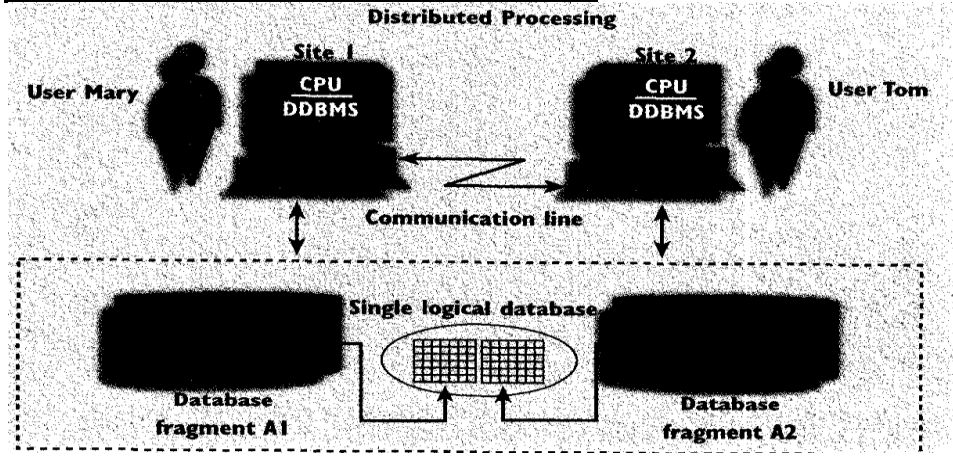 Distributed Processing
Site 1
Site 2
User Mary
CPU
DDBMS
CPU
DDBMS
User Tom
Communication line
Single logical database
Database
fragment A1
Database
fragment A2